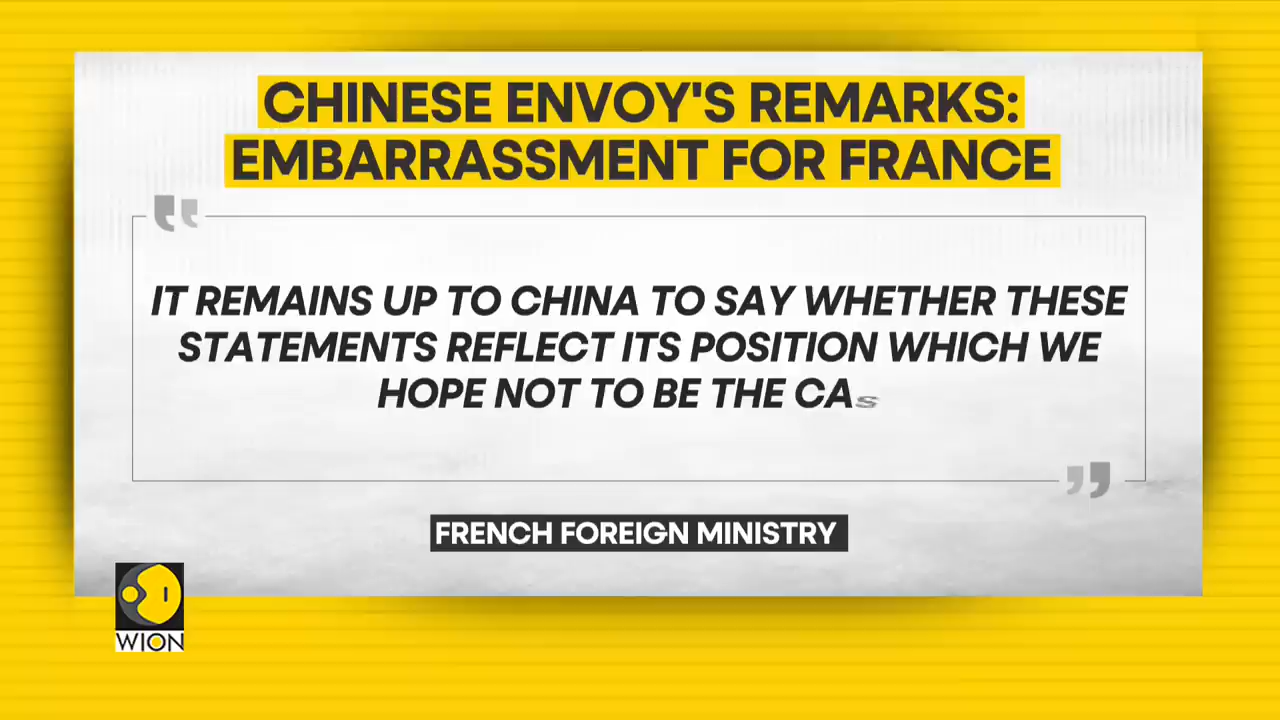 CHINESE ENVOY'S REMARKS:
EMBARRASSMENT FOR FRANCE
IT REMAINS UP TO CHINA TO SAY WHETHER THESE
STATEMENTS REFLECT ITS POSITION WHICH WE
HOPE NOT TO BE THE CAS
FRENCH FOREIGN MINISTRY
WION